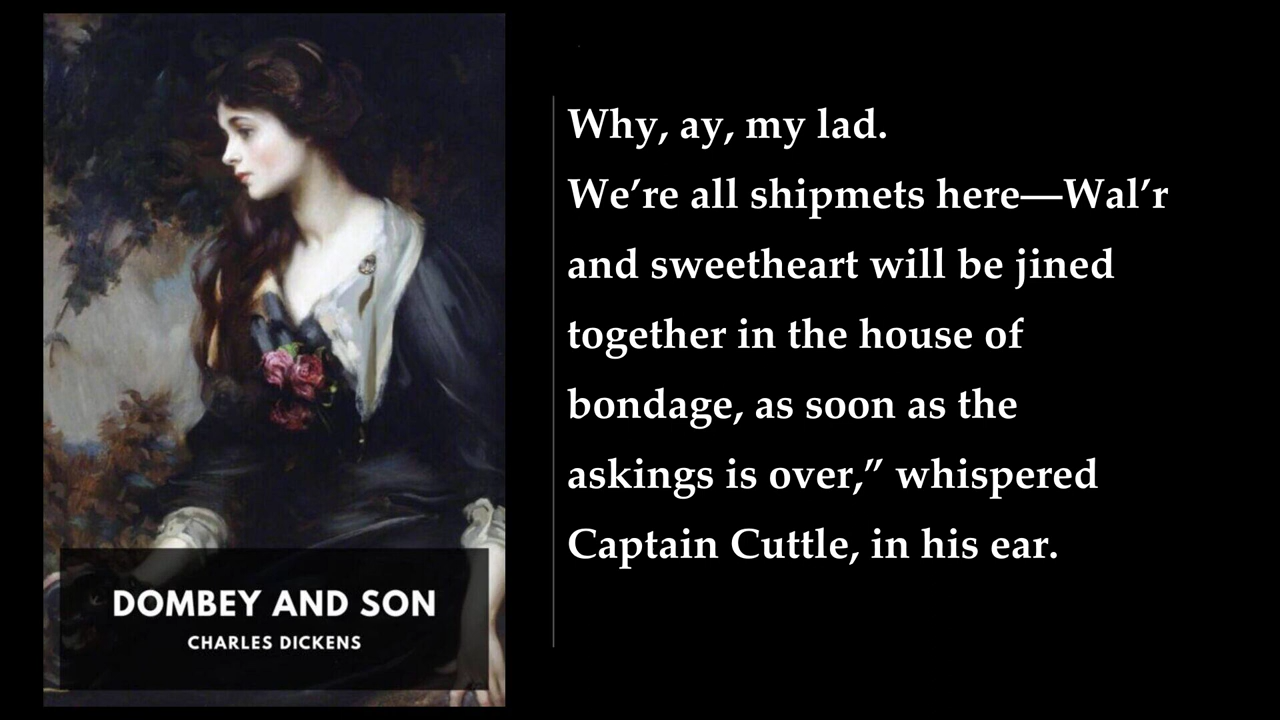 DOMBEY AND SON
CHARLES DICKENS
Why, ay, my lad.
We’re all shipmets here—Wal’r
and sweetheart will be jined
together in the house of
bondage, as soon as the
askings is over,” whispered
Captain Cuttle, in his ear.